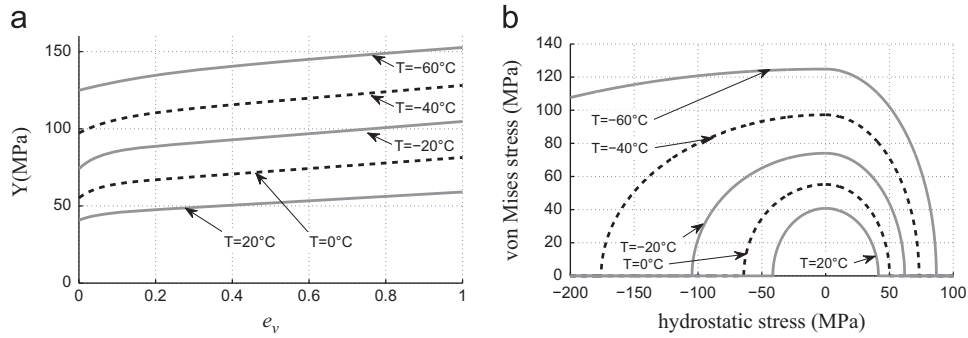 a
150
100
50
0
Y(MPa)
T=−60°C
T=−40°C
T=−20°C
T=20°C
T=0°C
0
0.2
0.4
0.6
0.8
1
e_v
b
140
120
100
80
60
40
20
0
von Mises stress (MPa)
T=−60°C
T=−40°C
T=−20°C
T=0°C
T=20°C
−200
−150
−100
−50
0
50
100
hydrostatic stress (MPa)